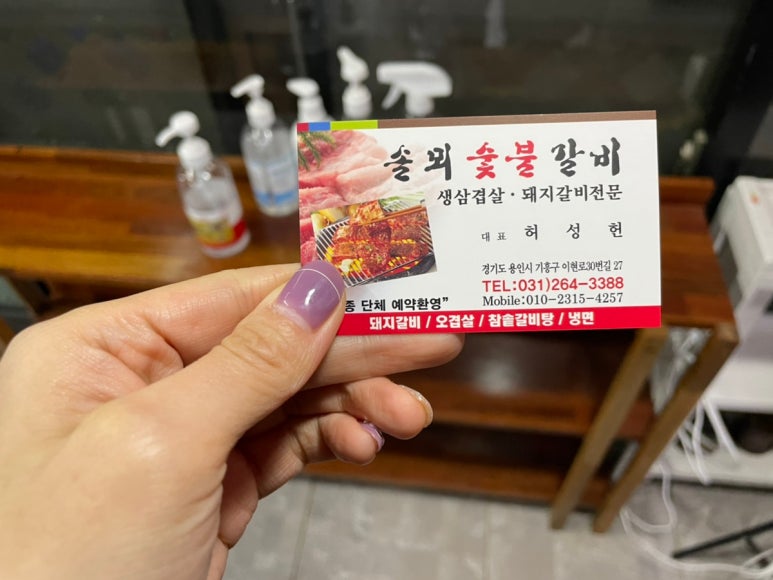 솔뫼 숯불갈비
생삼겹살·돼지갈비전문
대표 허성헌
경기도 용인시 기흥구 이현로30번길 27
TEL:031)264-3388
Mobile:010-2315-4257
종 단체 예약환영"
돼지갈비 / 오겹살 / 참솥갈비탕 / 냉면